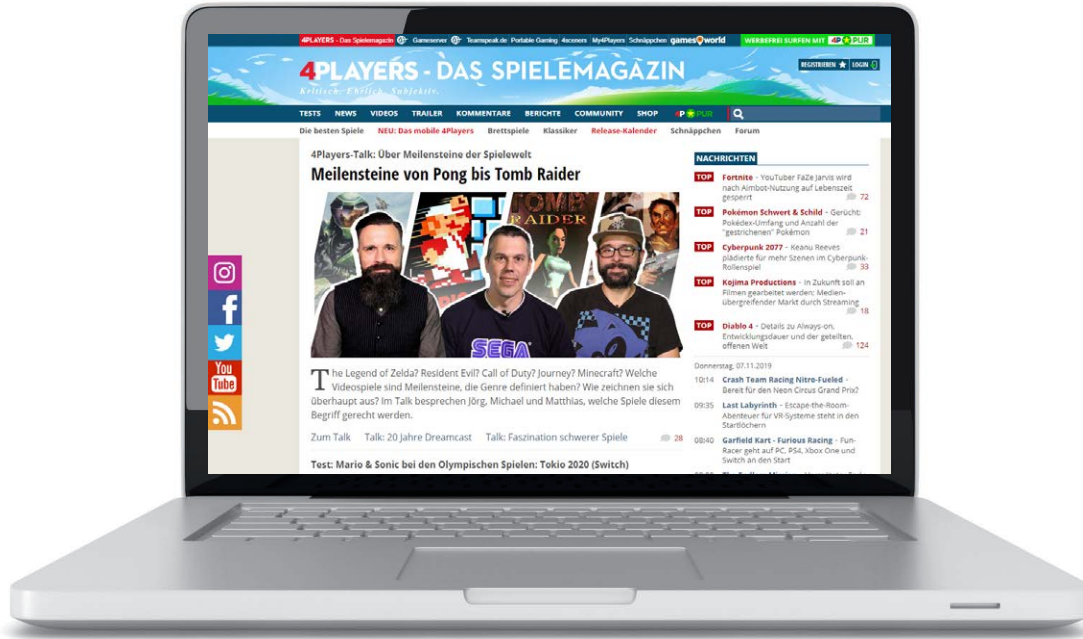 4PLAYERS - Das Spielemagazin Gameserver Teamspeak.de Portable Gaming 4sceners My4Players Schnäppchen gamesworld WERBEFREI SURFEN MIT 4P PUR
4PLAYERS - DAS SPIELEMAGAZIN
REGISTRIEREN LOGIN
Kritisch. Ehrlich. Subjektiv.
TESTS NEWS VIDEOS TRAILER KOMMENTARE BERICHTE COMMUNITY SHOP 4P PUR
Die besten Spiele NEU: Das mobile 4Players Brettspiele Klassiker Release-Kalender Schnäppchen Forum
4Players-Talk: Über Meilensteine der Spielewelt
Meilensteine von Pong bis Tomb Raider
TOMB
RAIDER
SEGA
The Legend of Zelda? Resident Evil? Call of Duty? Journey? Minecraft? Welche
Videospiele sind Meilensteine, die Genre definiert haben? Wie zeichnen sie sich
überhaupt aus? Im Talk besprechen Jörg, Michael und Matthias, welche Spiele diesem
Begriff gerecht werden.
Zum Talk Talk: 20 Jahre Dreamcast Talk: Faszination schwerer Spiele 28
Test: Mario & Sonic bei den Olympischen Spielen: Tokio 2020 (Switch)
NACHRICHTEN
TOP Fortnite - YouTuber FaZe Jarvis wird
nach Aimbot-Nutzung auf Lebenszeit
gesperrt 72
TOP Pokémon Schwert & Schild - Gerücht:
Pokédex-Umfang und Anzahl der
"gestrichenen" Pokémon 21
TOP Cyberpunk 2077 - Keanu Reeves
plädierte für mehr Szenen im Cyberpunk-
Rollenspiel 33
TOP Kojima Productions - In Zukunft soll an
Filmen gearbeitet werden; Medien-
übergreifender Markt durch Streaming
18
TOP Diablo 4 - Details zu Always-on,
Entwicklungsdauer und der geteilten,
offenen Welt 124
Donnerstag, 07.11.2019
10:14 Crash Team Racing Nitro-Fueled -
Bereit für den Neon Circus Grand Prix?
09:35 Last Labyrinth - Escape-the-Room-
Abenteuer für VR-Systeme steht in den
Startlöchern
08:40 Garfield Kart - Furious Racing - Fun-
Racer geht auf PC, PS4, Xbox One und
Switch an den Start
You
Tube